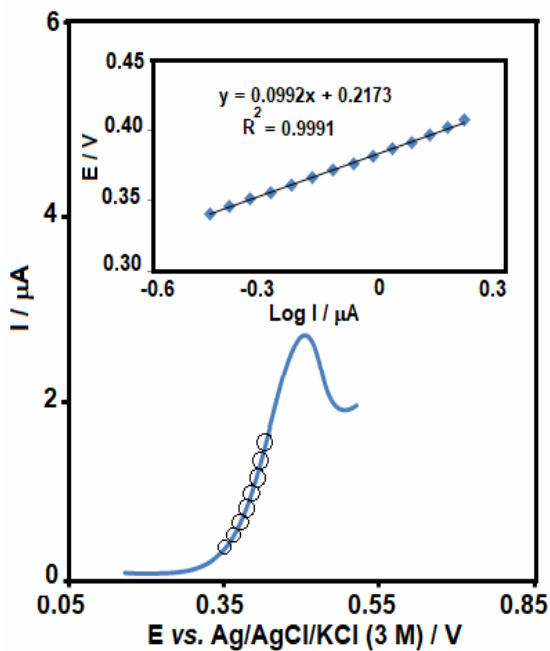 6
4
2
0
I / µA
0.45
0.40
0.35
0.30
E / V
y = 0.0992x + 0.2173
R² = 0.9991
-0.6 -0.3 0 0.3
Log I / µA
0.05 0.35 0.55 0.85
E vs. Ag/AgCl/KCl (3 M) / V